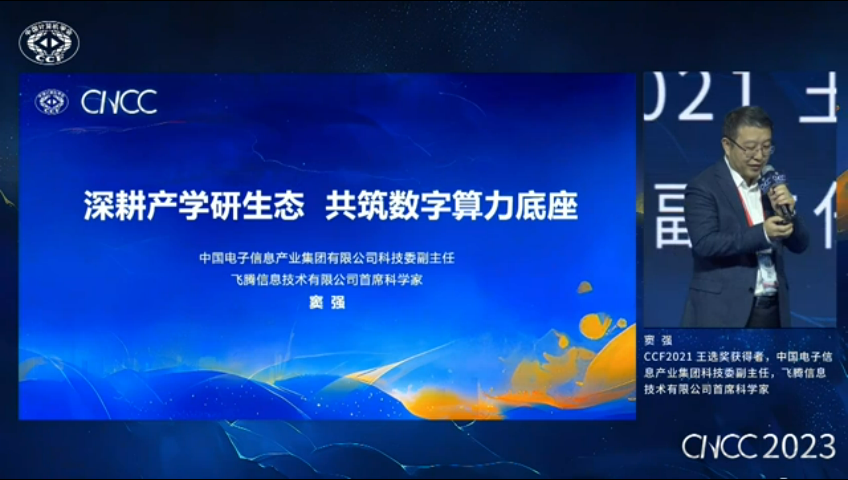 中国计算机学会
CCF
CNCC
深耕产学研生态 共筑数字算力底座
中国电子信息产业集团有限公司科技委副主任
飞腾信息技术有限公司首席科学家
窦 强
2021 王
副
窦 强
CCF2021 王选奖获得者，中国电子信
息产业集团科技委副主任，飞腾信息
技术有限公司首席科学家
CNCC 2023